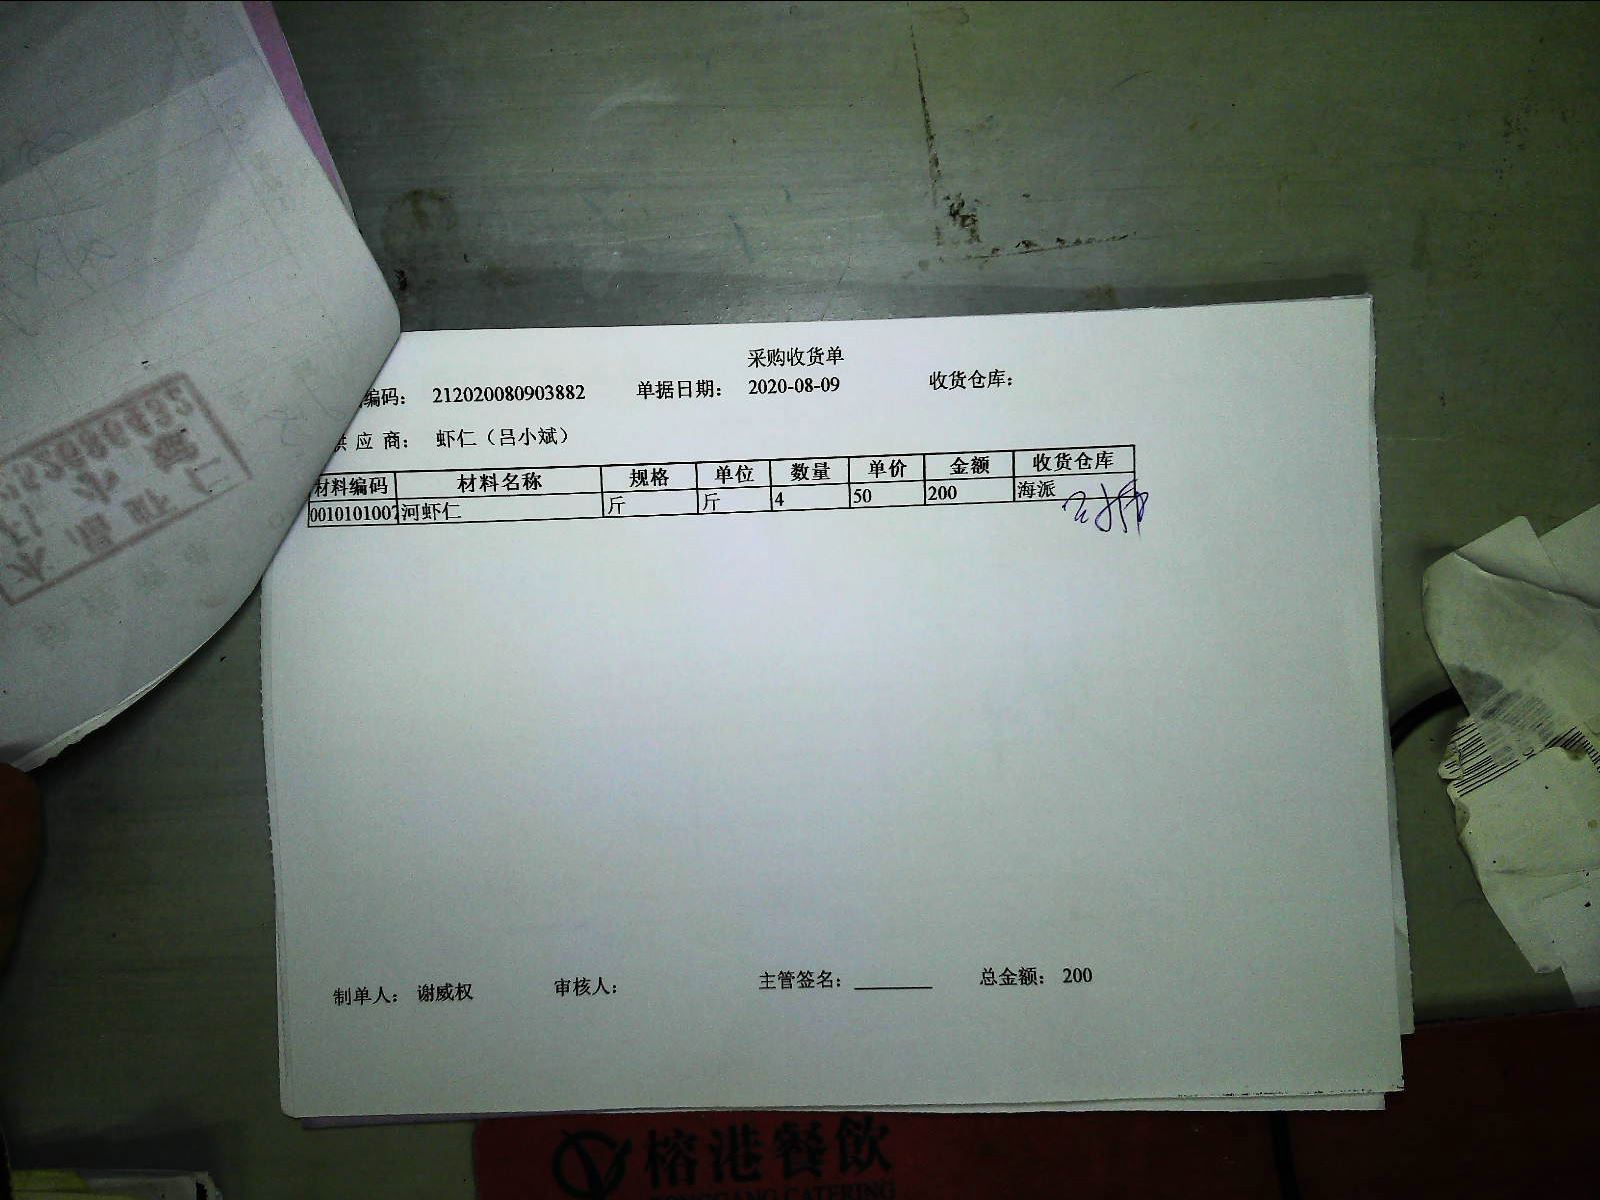 采购收货单
编码： 212020080903882 单据日期： 2020-08-09 收货仓库：
供 应 商： 虾仁（吕小斌）
材料编码 材料名称 规格 单位 数量 单价 金额 收货仓库
0010101007 河虾仁 斤 斤 4 50 200 海派
制单人： 谢威权 审核人： 主管签名： 总金额： 200
榕港餐飲